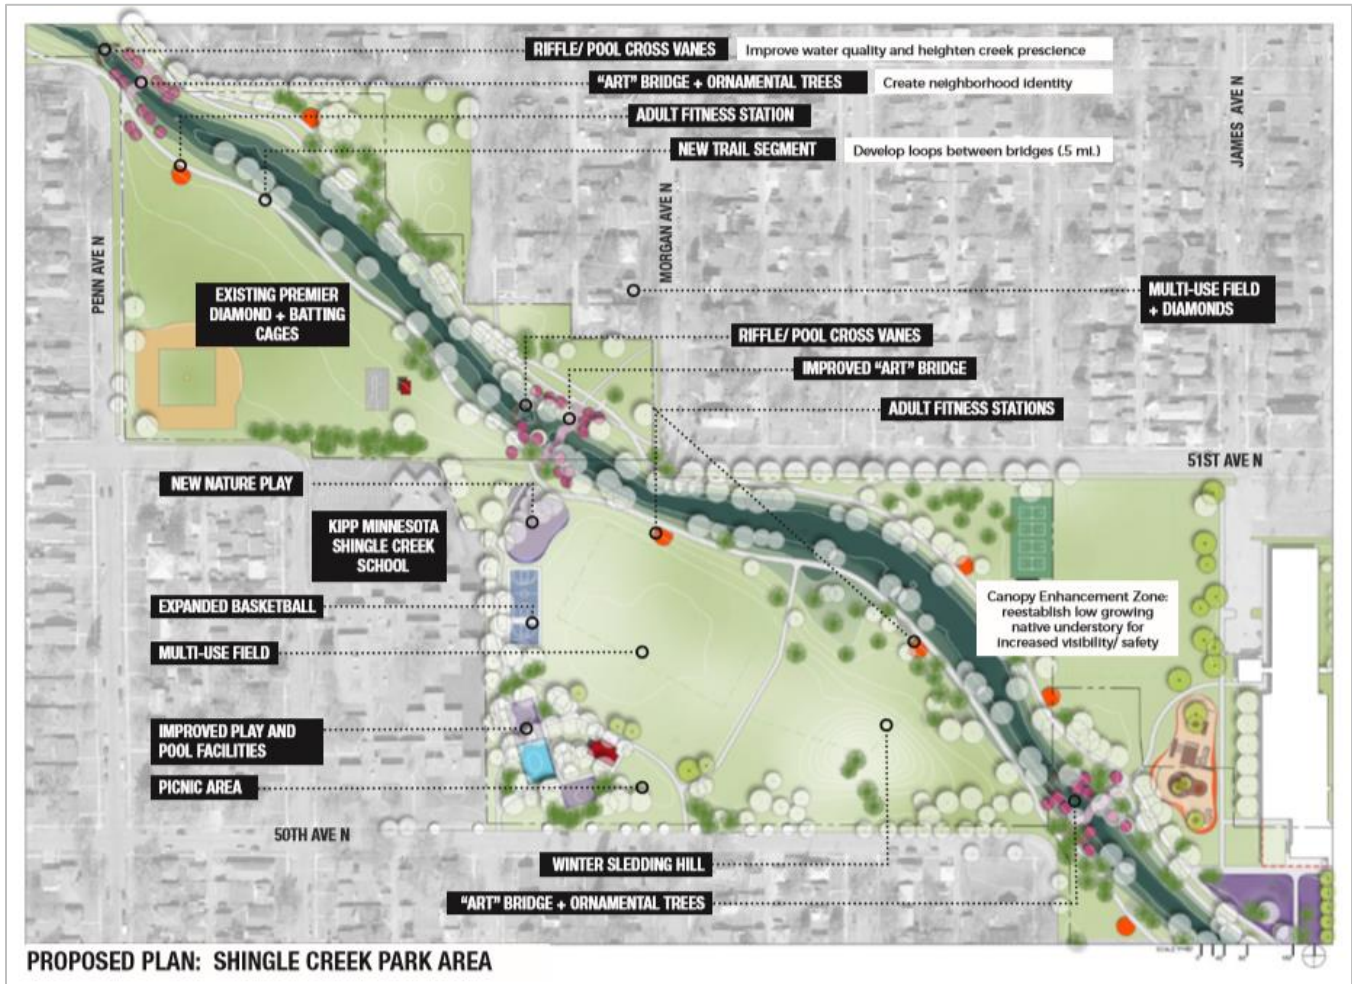 RIFFLE/ POOL CROSS VANES
Improve water quality and heighten creek prescience
"ART" BRIDGE + ORNAMENTAL TREES
Create neighborhood identity
ADULT FITNESS STATION
NEW TRAIL SEGMENT
Develop loops between bridges (.5 mi.)
JAMES AVE N
MORGAN AVE N
PENN AVE N
EXISTING PREMIER
DIAMOND + BATTING
CAGES
MULTI-USE FIELD
+ DIAMONDS
RIFFLE/ POOL CROSS VANES
IMPROVED "ART" BRIDGE
ADULT FITNESS STATIONS
51ST AVE N
NEW NATURE PLAY
KIPP MINNESOTA
SHINGLE CREEK
SCHOOL
EXPANDED BASKETBALL
Canopy Enhancement Zone:
reestablish low growing
native understory for
increased visibility/ safety
MULTI-USE FIELD
IMPROVED PLAY AND
POOL FACILITIES
PICNIC AREA
50TH AVE N
WINTER SLEDDING HILL
"ART" BRIDGE + ORNAMENTAL TREES
PROPOSED PLAN: SHINGLE CREEK PARK AREA